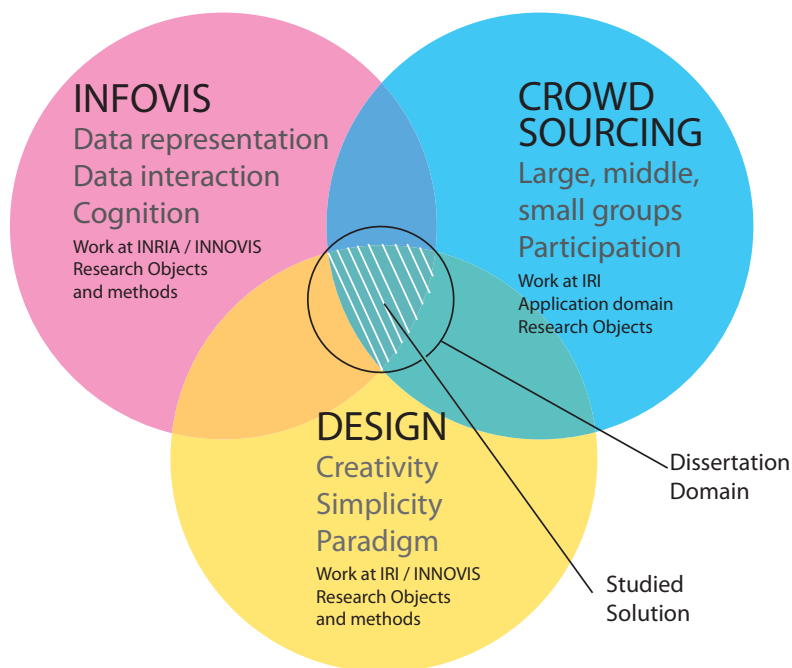 INFOVIS
Data representation
Data interaction
Cognition
Work at INRIA / INNOVIS
Research Objects
and methods
CROWD
SOURCING
Large, middle,
small groups
Participation
Work at IRI
Application domain
Research Objects
DESIGN
Creativity
Simplicity
Paradigm
Work at IRI / INNOVIS
Research Objects
and methods
Dissertation
Domain
Studied
Solution